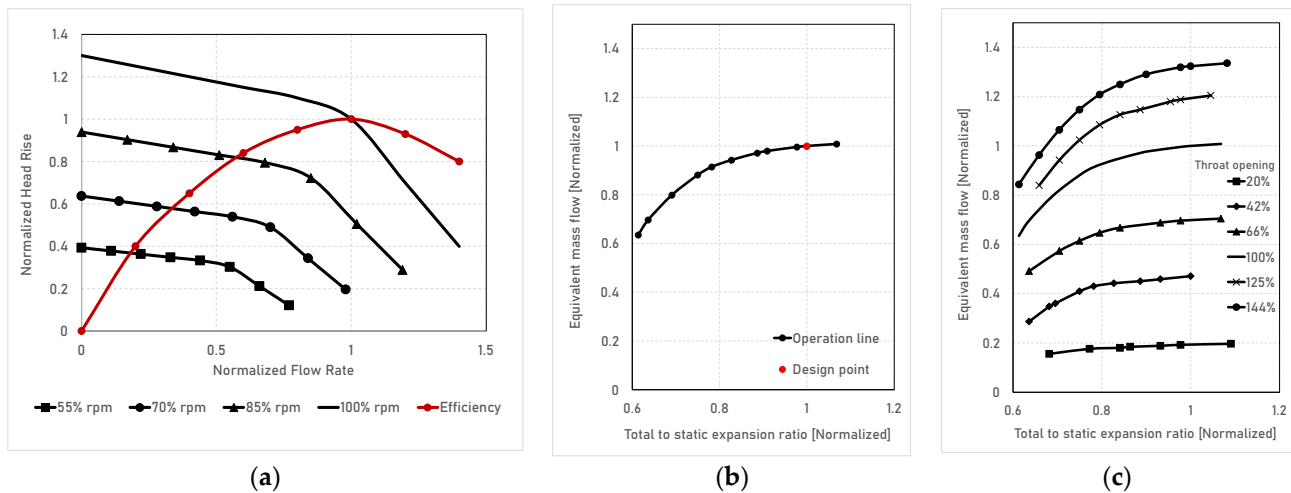 (a)
Normalized Head Rise
1.4
1.2
1
0.8
0.6
0.4
0.2
0
0
0.5
1
1.5
Normalized Flow Rate
55% rpm
70% rpm
85% rpm
100% rpm
Efficiency
(b)
Equivalent mass flow [Normalized]
1.4
1.2
1
0.8
0.6
0.4
0.2
0
Operation line
Design point
0.6
0.8
1
1.2
Total to static expansion ratio [Normalized]
(c)
Equivalent mass flow [Normalized]
1.4
1.2
1
0.8
0.6
0.4
0.2
0
Throat opening
20%
42%
66%
100%
125%
144%
0.6
0.8
1
1.2
Total to static expansion ratio [Normalized]
(a)
(b)
(c)